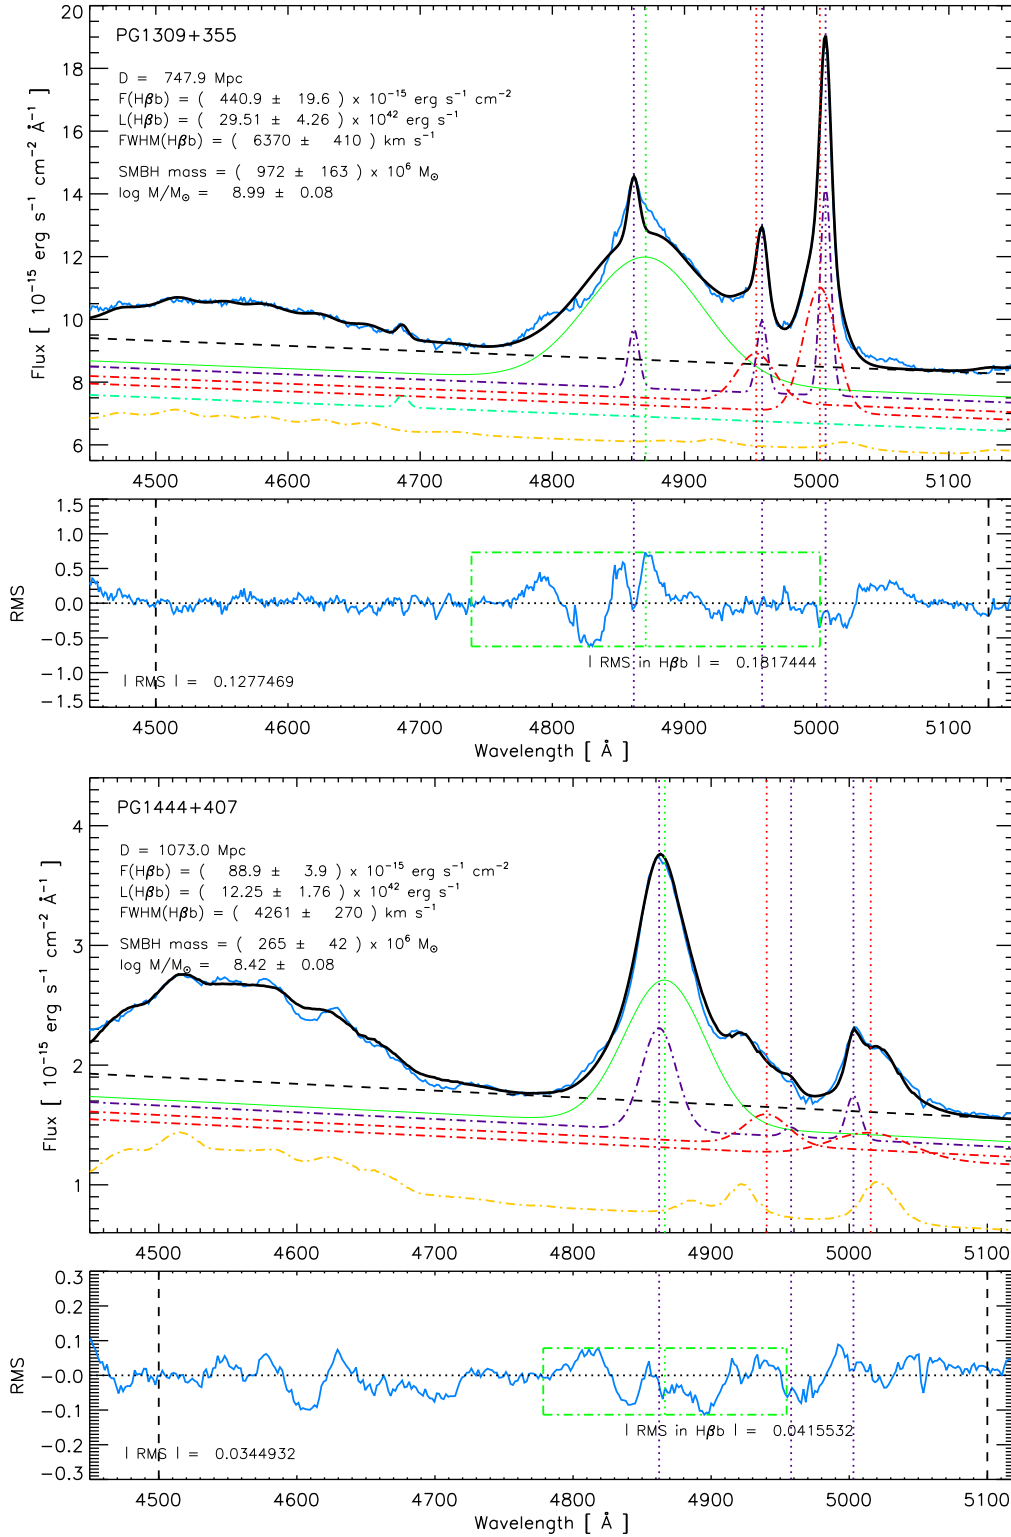 PG1309+355
D = 747.9 Mpc
F(Hβb) = ( 440.9 ± 19.6 ) x 10⁻¹⁵ erg s⁻¹ cm⁻²
L(Hβb) = ( 29.51 ± 4.26 ) x 10⁴² erg s⁻¹
FWHM(Hβb) = ( 6370 ± 410 ) km s⁻¹
SMBH mass = ( 972 ± 163 ) x 10⁶ M⊙
log M/M⊙ = 8.99 ± 0.08
Flux [ 10⁻¹⁵ erg s⁻¹ cm⁻² Å⁻¹ ]
20
18
16
14
12
10
8
6
4500 4600 4700 4800 4900 5000 5100
RMS
1.5
1.0
0.5
0.0
−0.5
−1.0
−1.5
| RMS in Hβb | = 0.1817444
| RMS | = 0.1277469
4500 4600 4700 4800 4900 5000 5100
Wavelength [ Å ]
PG1444+407
D = 1073.0 Mpc
F(Hβb) = ( 88.9 ± 3.9 ) x 10⁻¹⁵ erg s⁻¹ cm⁻²
L(Hβb) = ( 12.25 ± 1.76 ) x 10⁴² erg s⁻¹
FWHM(Hβb) = ( 4261 ± 270 ) km s⁻¹
SMBH mass = ( 265 ± 42 ) x 10⁶ M⊙
log M/M⊙ = 8.42 ± 0.08
Flux [ 10⁻¹⁵ erg s⁻¹ cm⁻² Å⁻¹ ]
4
3
2
1
4500 4600 4700 4800 4900 5000 5100
RMS
0.3
0.2
0.1
−0.0
−0.1
−0.2
−0.3
| RMS in Hβb | = 0.0415532
| RMS | = 0.0344932
4500 4600 4700 4800 4900 5000 5100
Wavelength [ Å ]